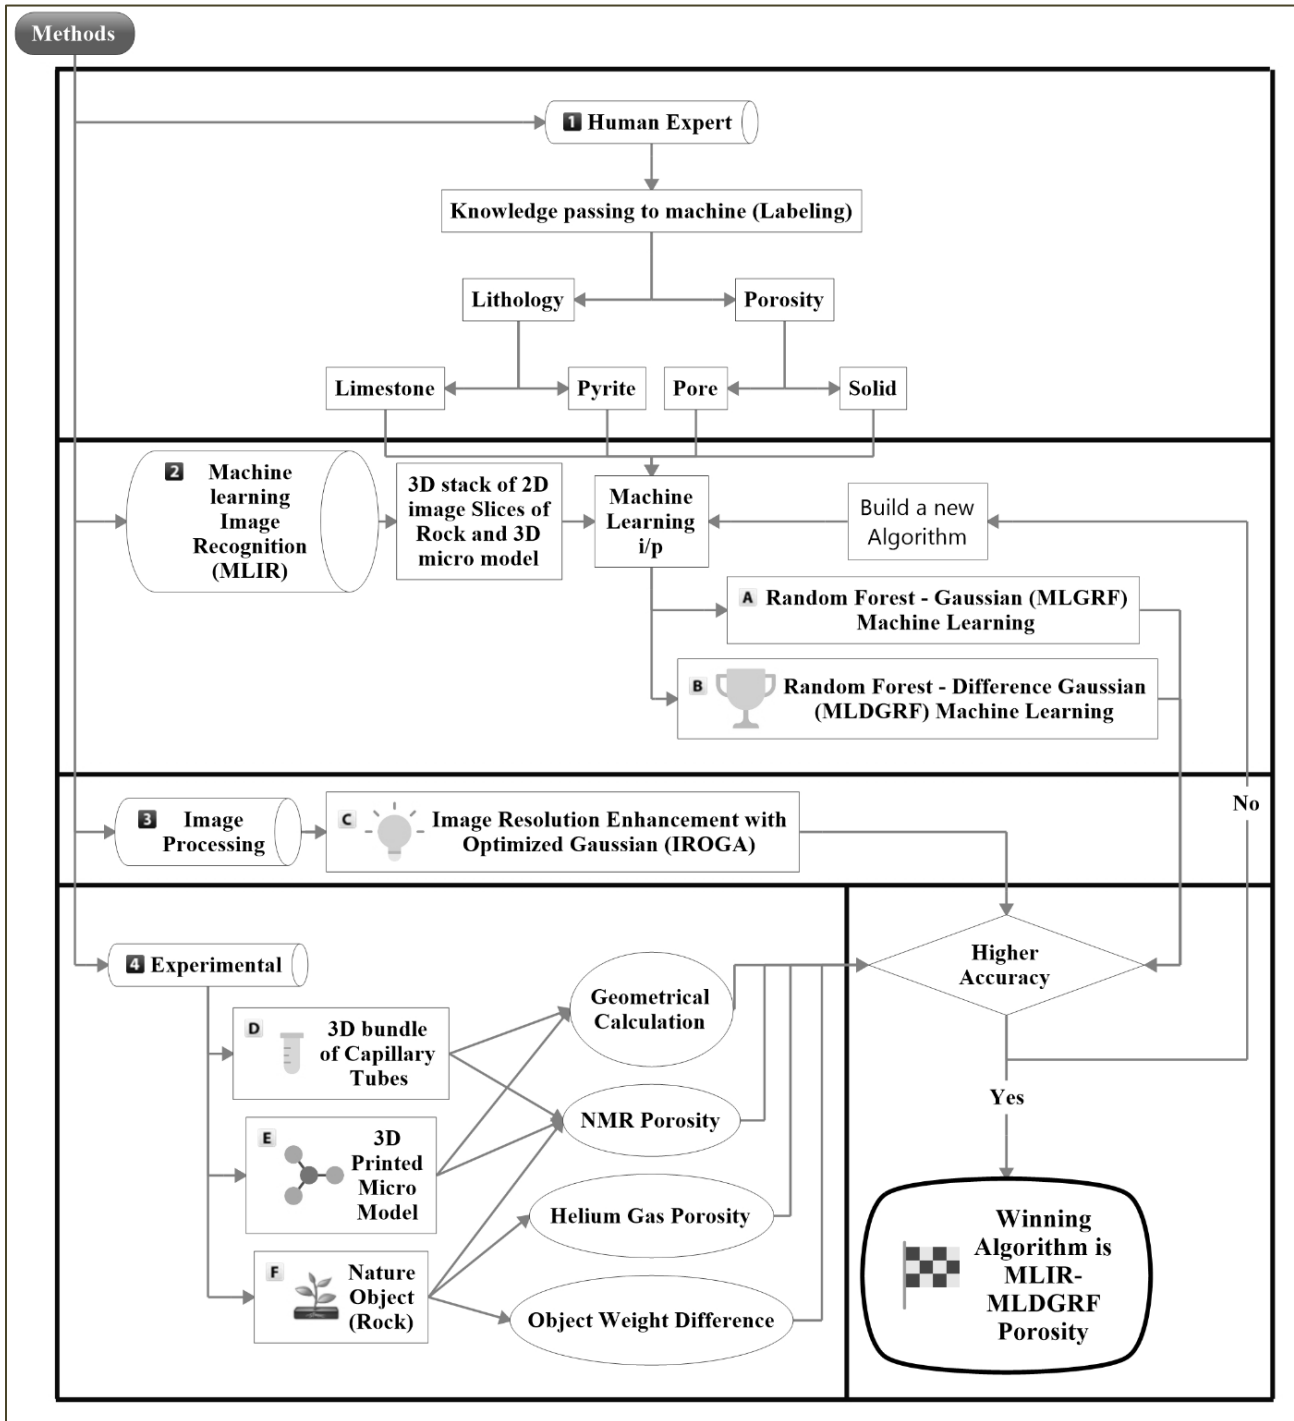 Methods
1 Human Expert
Knowledge passing to machine (Labeling)
Lithology
Porosity
Limestone
Pyrite
Pore
Solid
2 Machine
learning
Image
Recognition
(MLIR)
3D stack of 2D
image Slices of
Rock and 3D
micro model
Machine
Learning
i/p
Build a new
Algorithm
A Random Forest - Gaussian (MLGRF)
Machine Learning
B Random Forest - Difference Gaussian
(MLDGRF) Machine Learning
No
3 Image
Processing
C Image Resolution Enhancement with
Optimized Gaussian (IROGA)
4 Experimental
D 3D bundle
of Capillary
Tubes
E 3D
Printed
Micro
Model
F Nature
Object
(Rock)
Geometrical
Calculation
NMR Porosity
Helium Gas Porosity
Object Weight Difference
Higher
Accuracy
Yes
Winning
Algorithm is
MLIR-
MLDGRF
Porosity